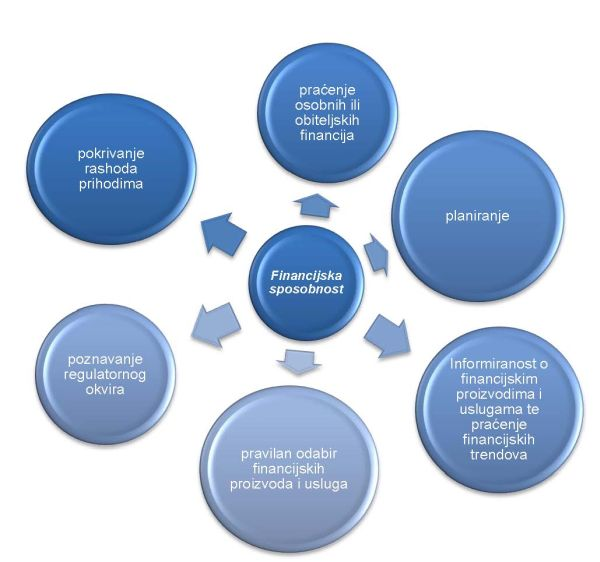 praćenje
osobnih ili
obiteljskih
financija
pokrivanje
rashoda
prihodima
planiranje
Financijska
sposobnost
poznavanje
regulatornog
okvira
Informiranost o
financijskim
proizvodima i
uslugama te
praćenje
financijskih
trendova
pravilan odabir
financijskih
proizvoda i usluga